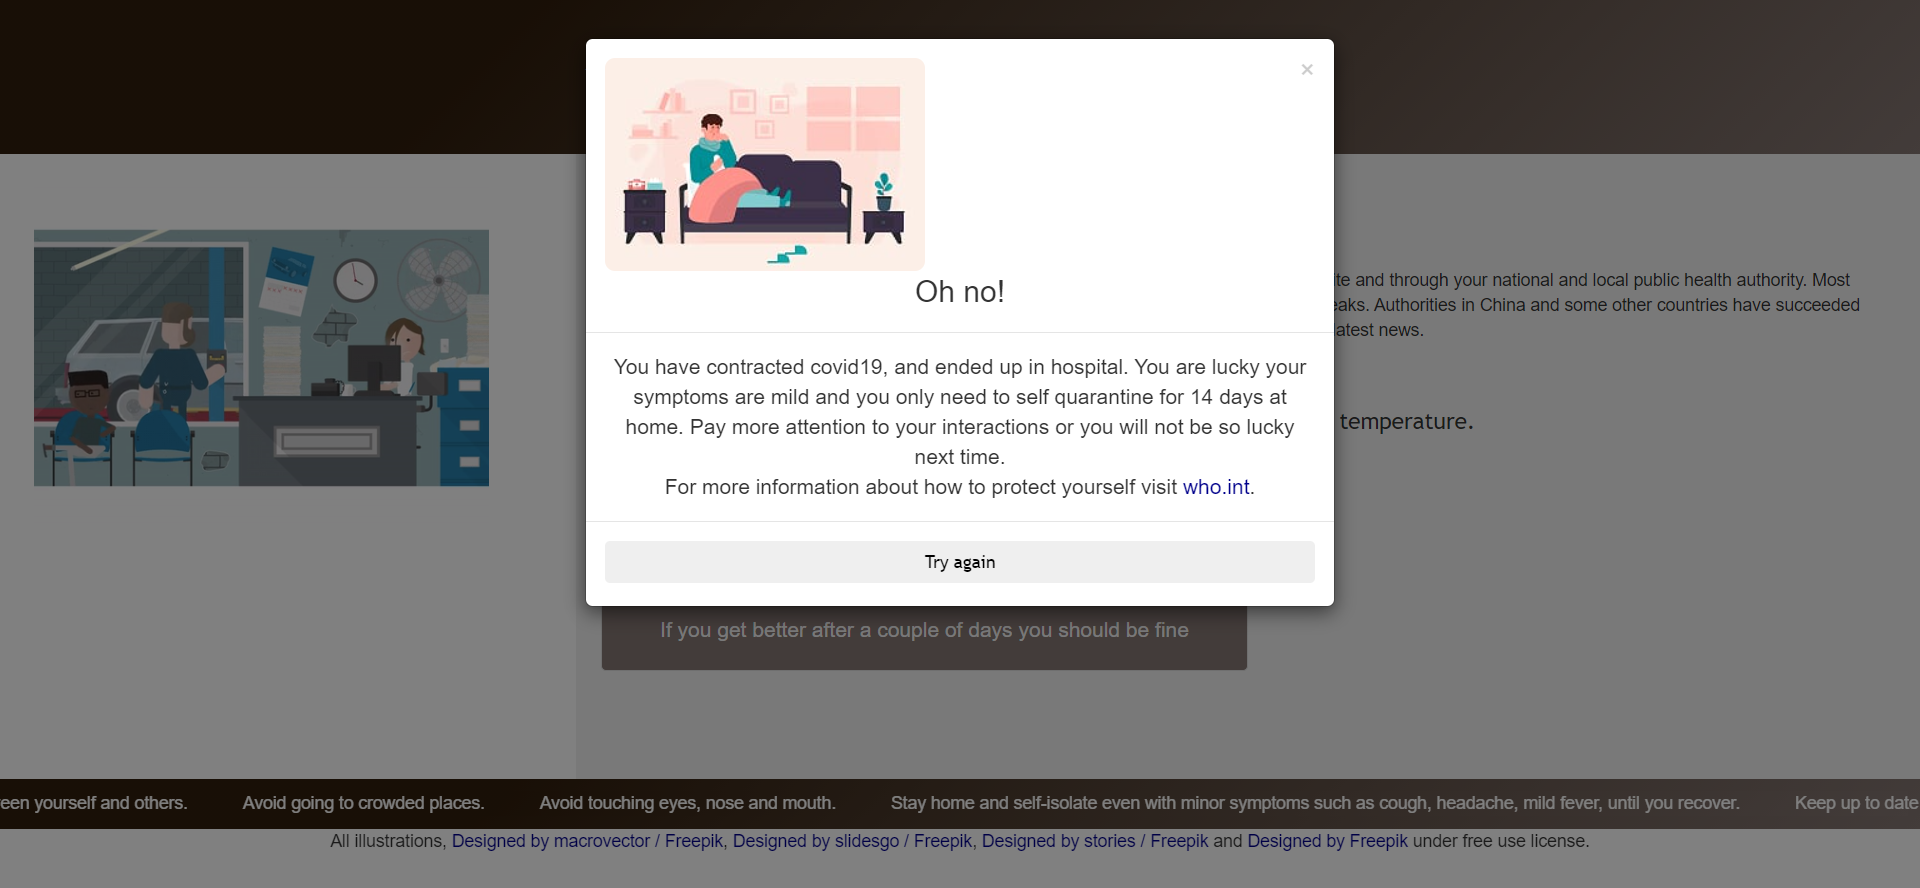 ×
Oh no!
You have contracted covid19, and ended up in hospital. You are lucky your
symptoms are mild and you only need to self quarantine for 14 days at
home. Pay more attention to your interactions or you will not be so lucky
next time.
For more information about how to protect yourself visit who.int.
Try again
and through your national and local public health authority. Most
Authorities in China and some other countries have succeeded
news.
temperature.
If you get better after a couple of days you should be fine
yourself and others. Avoid going to crowded places. Avoid touching eyes, nose and mouth. Stay home and self-isolate even with minor symptoms such as cough, headache, mild fever, until you recover. Keep up to date
All illustrations, Designed by macrovector / Freepik, Designed by slidesgo / Freepik, Designed by stories / Freepik and Designed by Freepik under free use license.